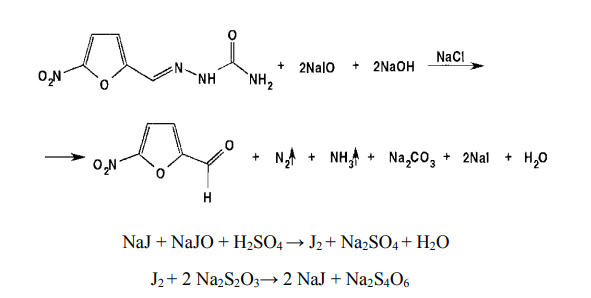 O₂N O N NH O NH₂ + 2NaIO + 2NaOH NaCl
O₂N O O H + N₂ + NH₃ + Na₂CO₃ + 2NaI + H₂O
NaJ + NaJO + H₂SO₄ → J₂ + Na₂SO₄ + H₂O
J₂ + 2 Na₂S₂O₃→ 2 NaJ + Na₂S₄O₆